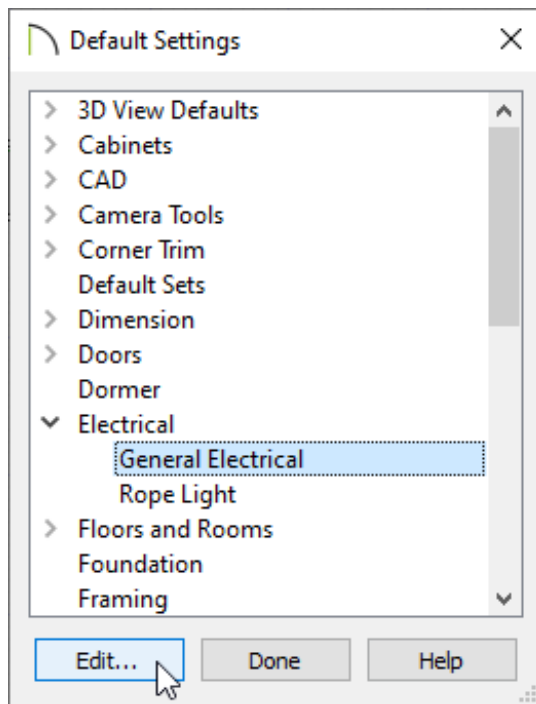 Default Settings
3D View Defaults
Cabinets
CAD
Camera Tools
Corner Trim
Default Sets
Dimension
Doors
Dormer
Electrical
General Electrical
Rope Light
Floors and Rooms
Foundation
Framing
Edit... Done Help